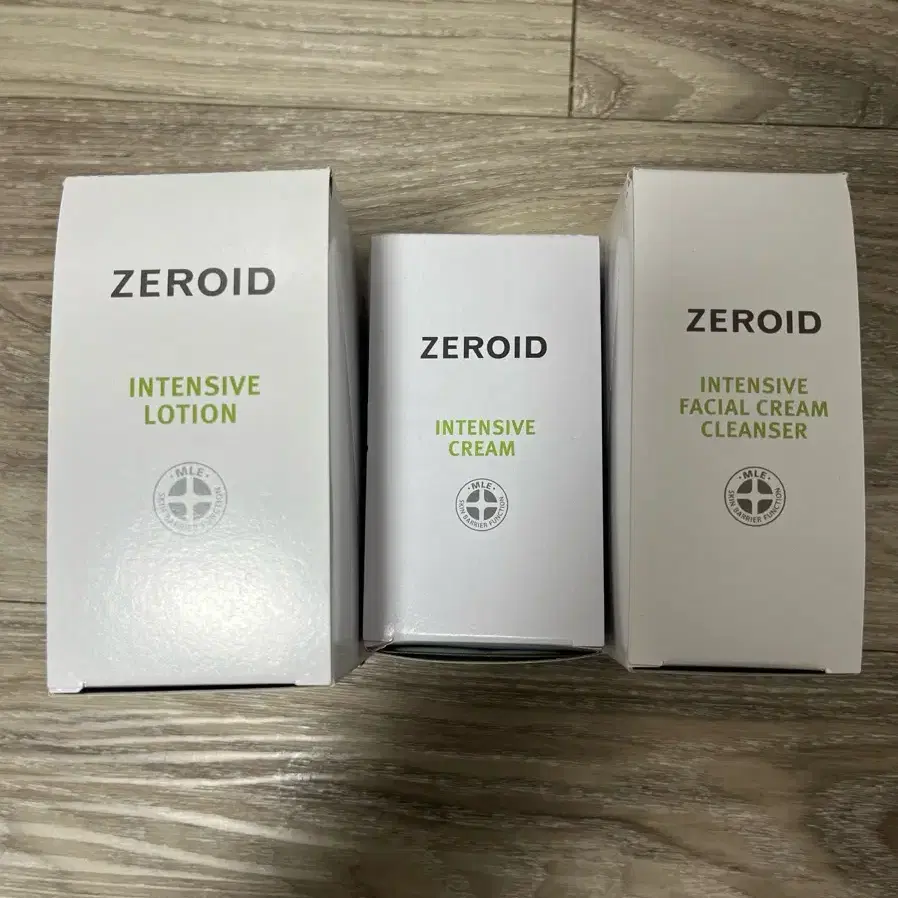 ZEROID
INTENSIVE
LOTION
·MLE·
SKIN BARRIER FUNCTION
ZEROID
INTENSIVE
CREAM
·MLE·
SKIN BARRIER FUNCTION
ZEROID
INTENSIVE
FACIAL CREAM
CLEANSER
·MLE·
SKIN BARRIER FUNCTION